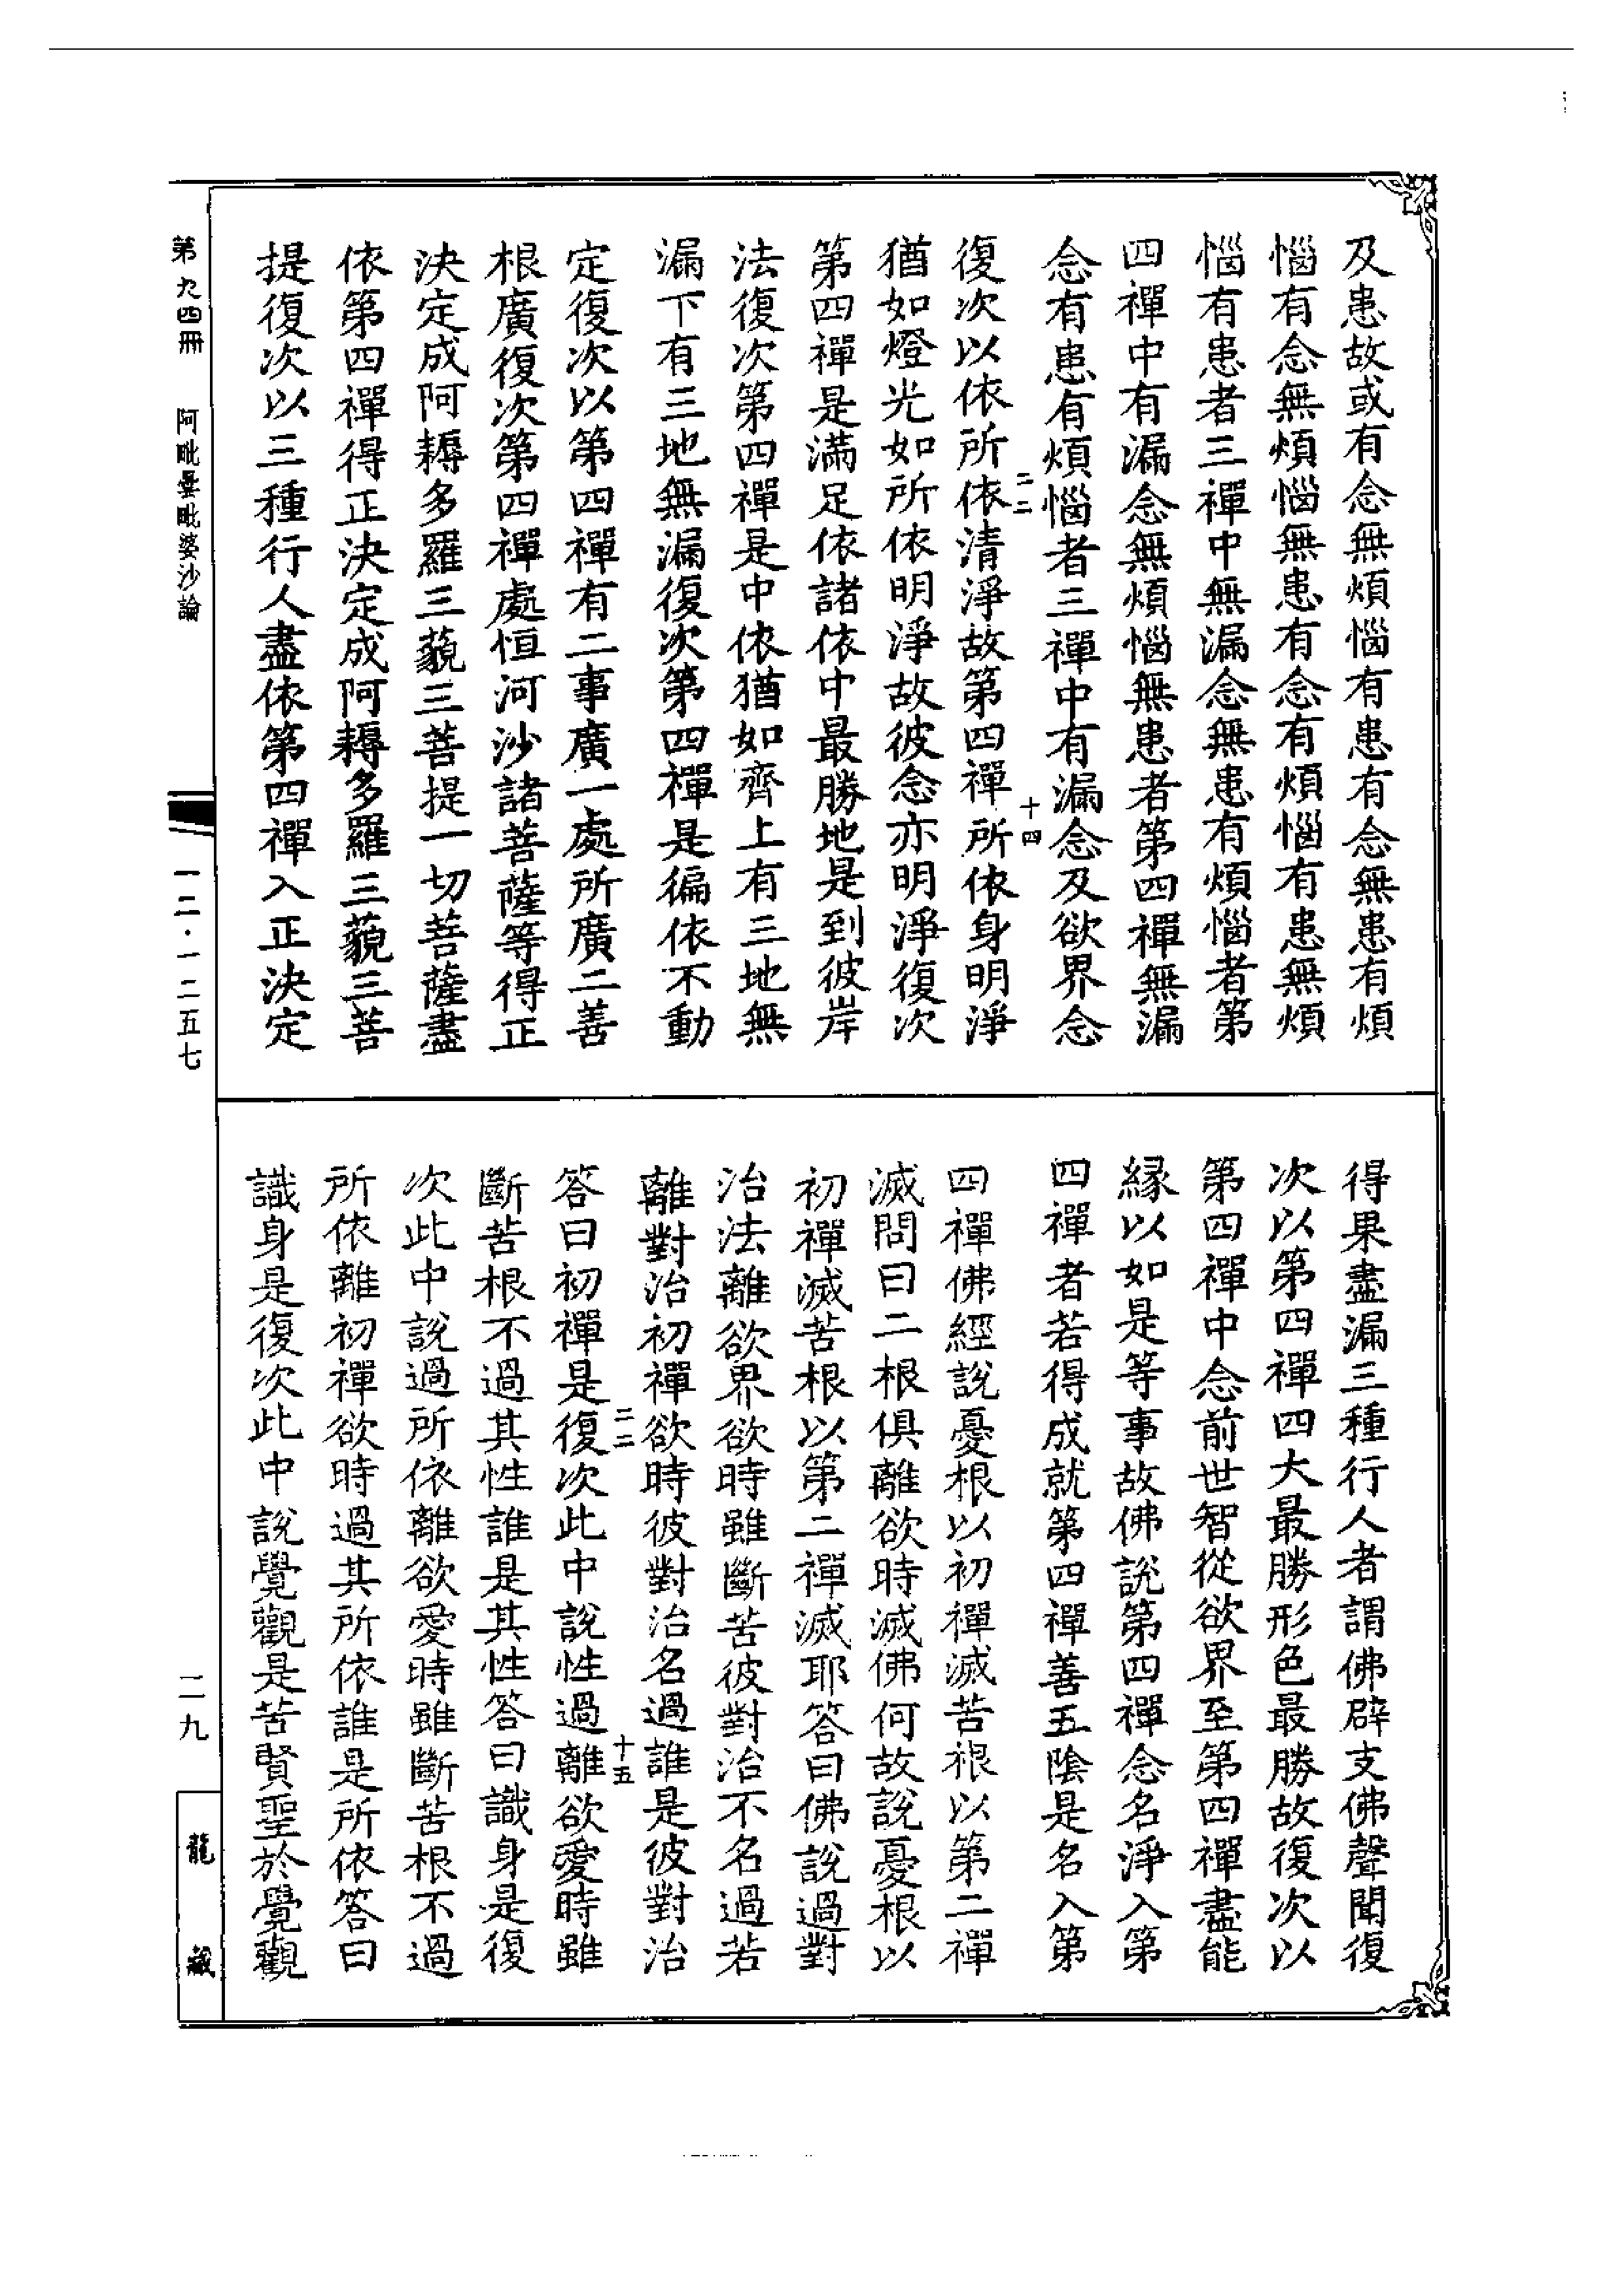 及患故或有念無煩惱有患有念無患有煩
惱有念無煩惱無患有念有煩惱有患無煩
惱有患者三禪中無漏念無患有煩惱者第
四禪中有漏念無煩惱無患者第四禪無漏
念有患有煩惱者三禪中有漏念及欲界念
二二
十四
復次以依所依清淨故第四禪所依身明淨
猶如燈光如所依明淨故彼念亦明淨復次
第四禪是滿足依諸依中最勝地是到彼岸
法復次第四禪是中依猶如齊上有三地無
漏下有三地無漏復次第四禪是徧依不動
定復次以第四禪有二事廣一處所廣二善
根廣復次第四禪處恒河沙諸菩薩等得正
決定成阿耨多羅三藐三菩提一切菩薩盡
依第四禪得正決定成阿耨多羅三藐三菩
提復次以三種行人盡依第四禪入正決定
得果盡漏三種行人者謂佛辟支佛聲聞復
次以第四禪四大最勝形色最勝故復次以
第四禪中念前世智從欲界至第四禪盡能
緣以如是等事故佛說第四禪念名淨入第
四禪者若得成就第四禪善五陰是名入第
四禪佛經說憂根以初禪滅苦根以第二禪
滅問曰二根俱離欲時滅佛何故說憂根以
初禪滅苦根以第二禪滅耶答曰佛說過對
治法離欲界欲時雖斷苦彼對治不名過若
離對治初禪欲時彼對治名過誰是彼對治
二二
十五
答曰初禪是復次此中說性過離欲愛時雖
斷苦根不過其性誰是其性答曰識身是復
次此中說過所依離欲愛時雖斷苦根不過
所依離初禪欲時過其所依誰是所依答曰
識身是復次此中說覺觀是苦賢聖於覺觀
第九四冊
阿毗曇毗婆沙論
一二·一二五七
二九
龍藏